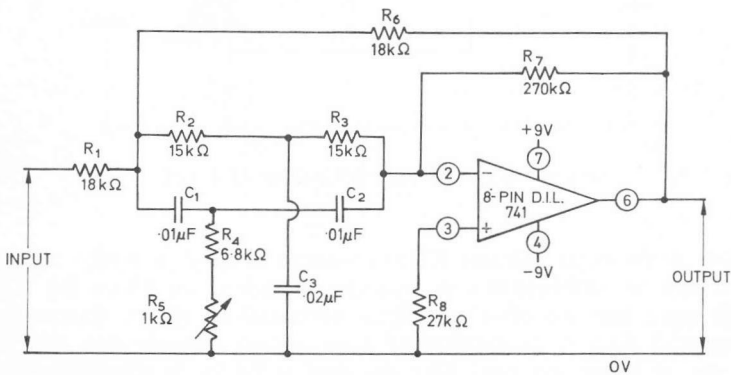 R6
18kΩ
R7
270kΩ
R2
15kΩ
R3
15kΩ
+9V
7
R1
18kΩ
2
-
8-PIN D.I.L.
741
6
C1
.01μF
C2
.01μF
3
+
4
-9V
R4
6.8kΩ
INPUT
OUTPUT
R5
1kΩ
C3
.02μF
R8
27kΩ
OV